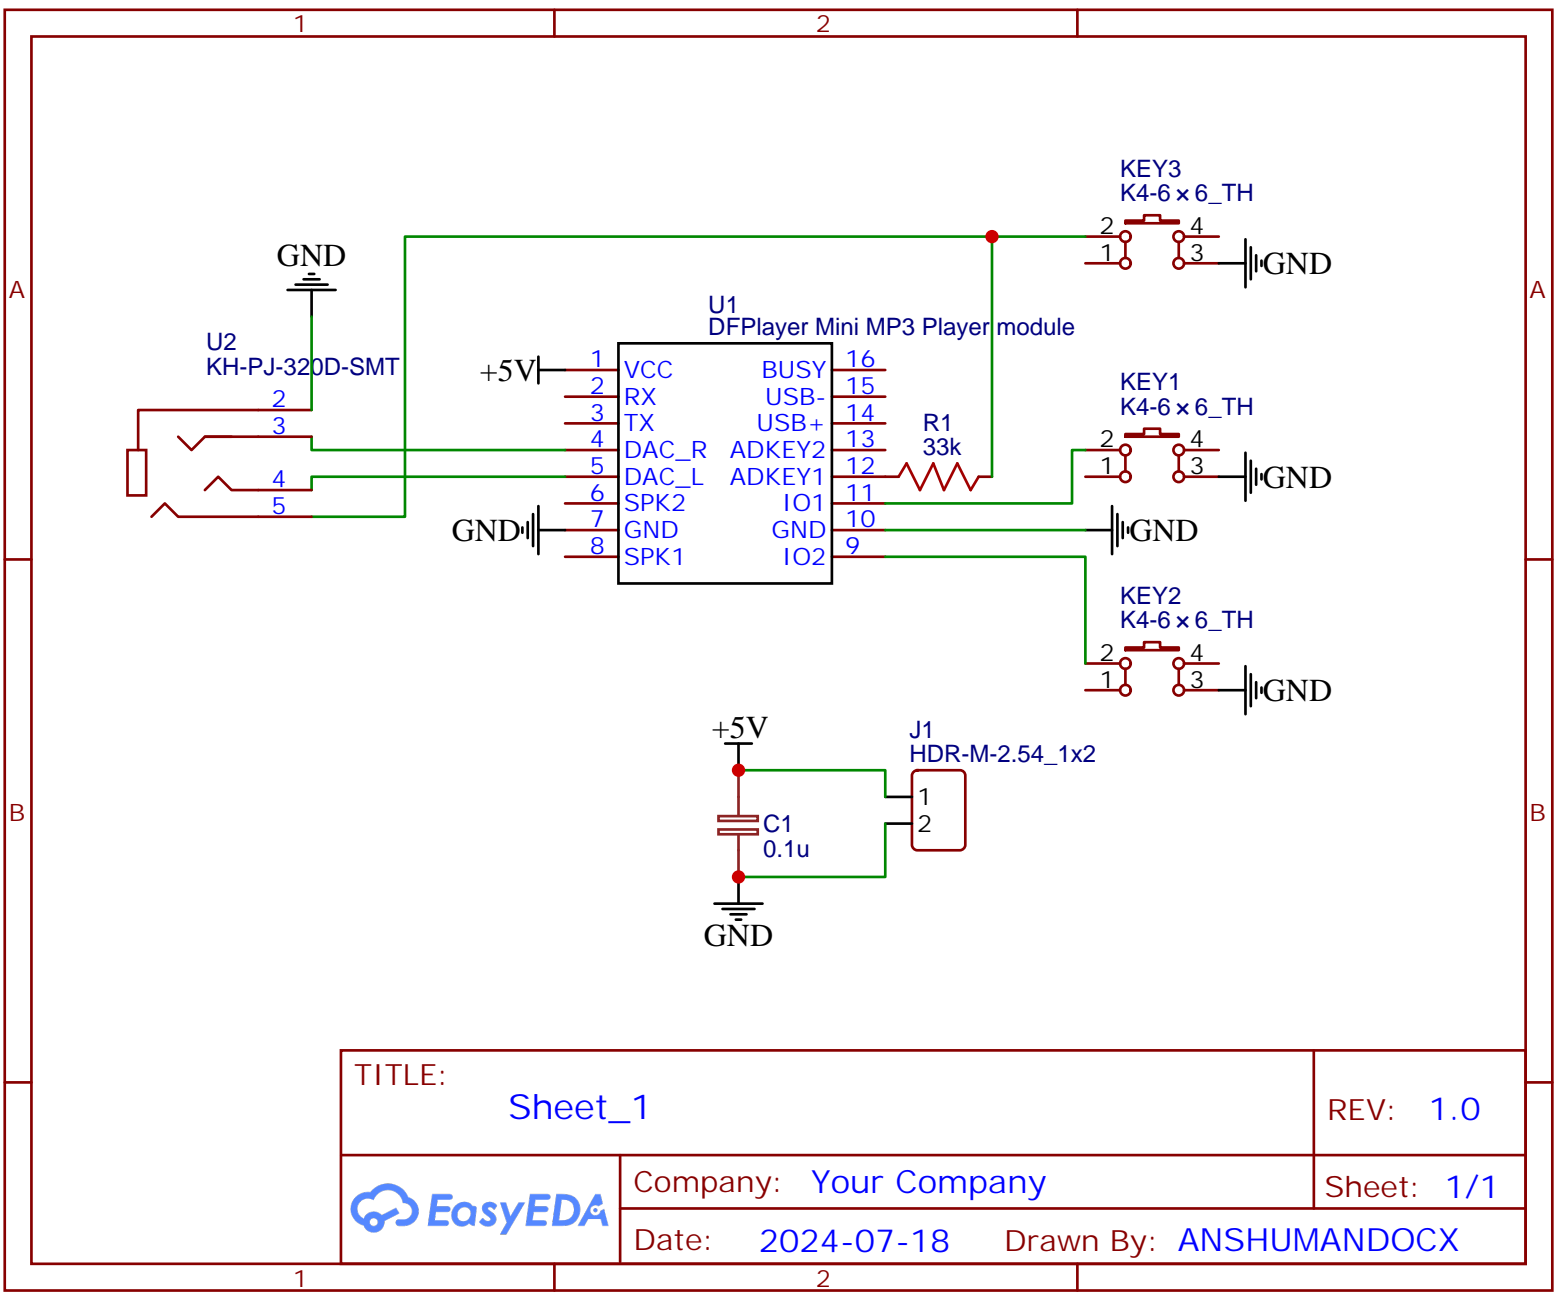 1
2
A
A
B
B
1
2
KEY3
K4-6×6_TH
2
4
1
3
GND
GND
U2
KH-PJ-320D-SMT
2
3
4
5
U1
DFPlayer Mini MP3 Player module
+5V
GND
1 VCC
2 RX
3 TX
4 DAC_R
5 DAC_L
6 SPK2
7 GND
8 SPK1
BUSY 16
USB- 15
USB+ 14
ADKEY2 13
ADKEY1 12
IO1 11
GND 10
IO2 9
R1
33k
KEY1
K4-6×6_TH
2
4
1
3
GND
GND
KEY2
K4-6×6_TH
2
4
1
3
GND
+5V
C1
0.1u
GND
J1
HDR-M-2.54_1x2
1
2
TITLE:
Sheet_1
REV: 1.0
EasyEDA
Company: Your Company
Sheet: 1/1
Date: 2024-07-18
Drawn By: ANSHUMANDOCX